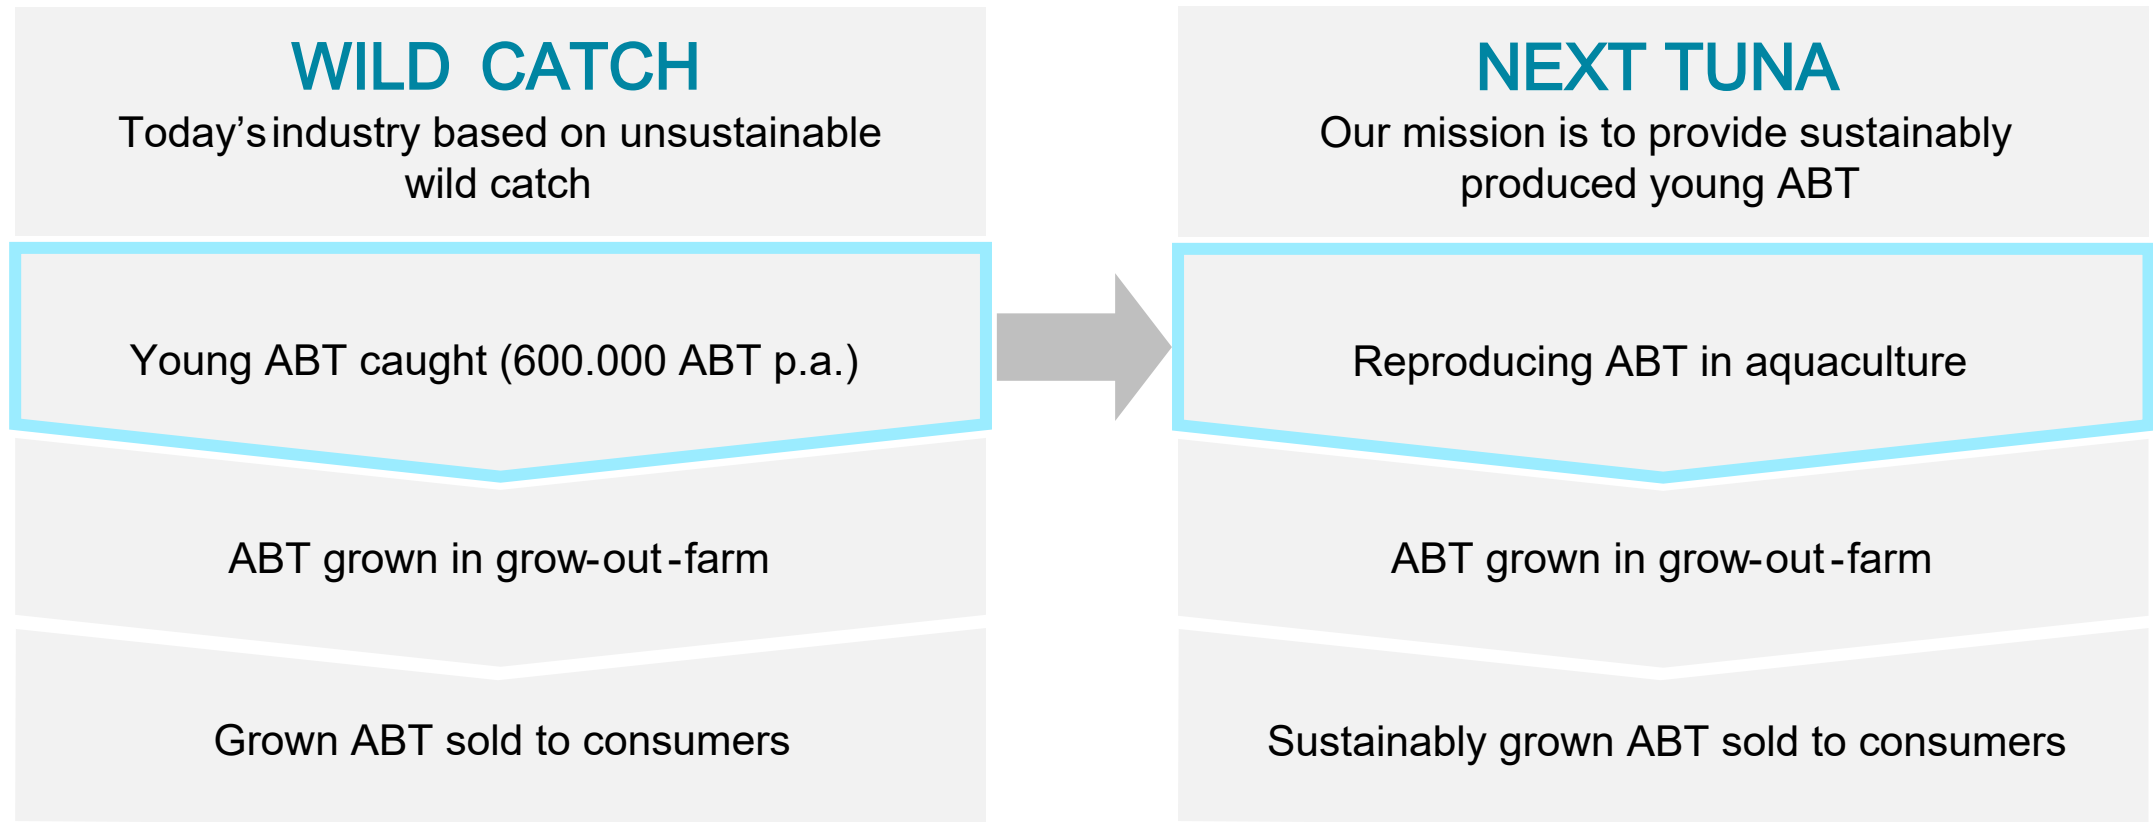 WILD CATCH
Today's industry based on unsustainable
wild catch
Young ABT caught (600.000 ABT p.a.)
ABT grown in grow-out-farm
Grown ABT sold to consumers
NEXT TUNA
Our mission is to provide sustainably
produced young ABT
Reproducing ABT in aquaculture
ABT grown in grow-out-farm
Sustainably grown ABT sold to consumers